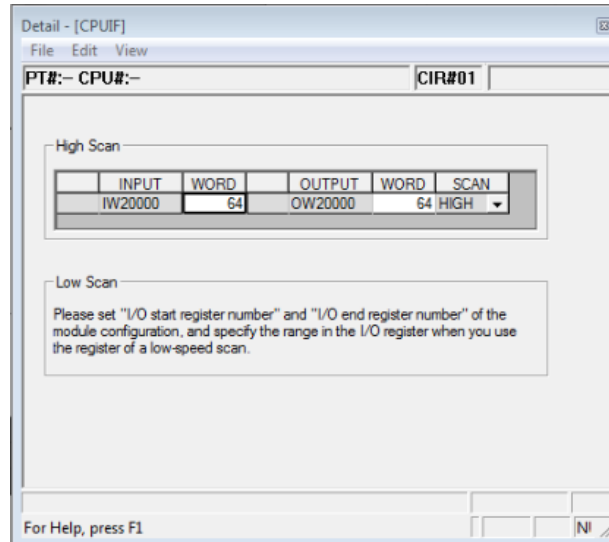 Detail - [CPUIF]
File Edit View
PT#:– CPU#:– CIR#01
High Scan
INPUT WORD OUTPUT WORD SCAN
IW20000 64 OW20000 64 HIGH
Low Scan
Please set "I/O start register number" and "I/O end register number" of the
module configuration, and specify the range in the I/O register when you use
the register of a low-speed scan.
For Help, press F1